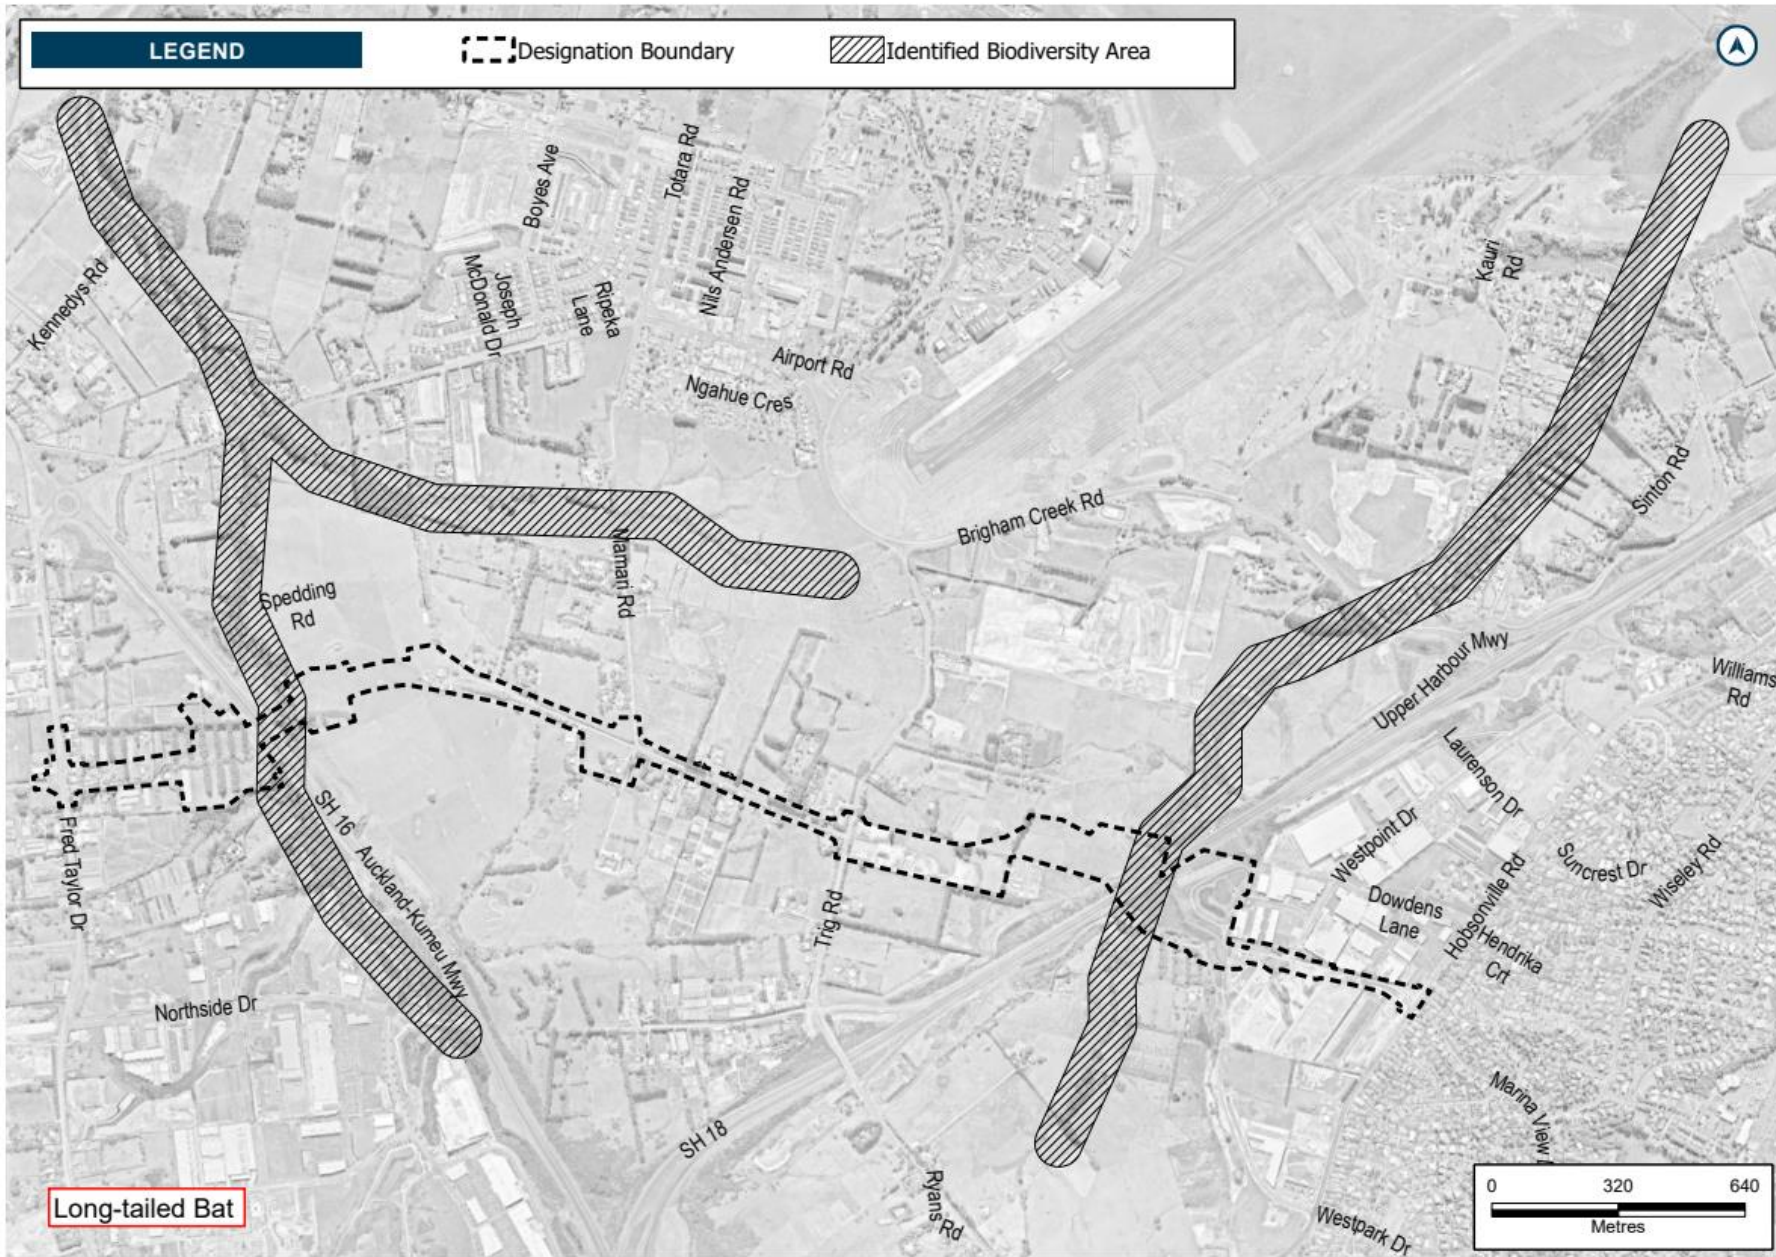 LEGEND
Designation Boundary
Identified Biodiversity Area
Boyes Ave
Totara Rd
Nils Andersen Rd
Kauri
Rd
Kennedys Rd
Joseph
McDonald Dr
Ripeka
Lane
Airport Rd
Ngahue Cres
Sinton Rd
Brigham Creek Rd
Mamari Rd
Spedding
Rd
Upper Harbour Mwy
Williams
Rd
Laurenson Dr
Westpoint Dr
Suncrest Dr
Wiseley Rd
SH 16
Auckland-Kumeu Mwy
Fred Taylor Dr
Trig Rd
Dowdens
Lane
Hobsonville Rd
Hendrika
Crt
Northside Dr
Marina View
SH 18
Ryans Rd
Westpark Dr
Long-tailed Bat
0 320 640
Metres